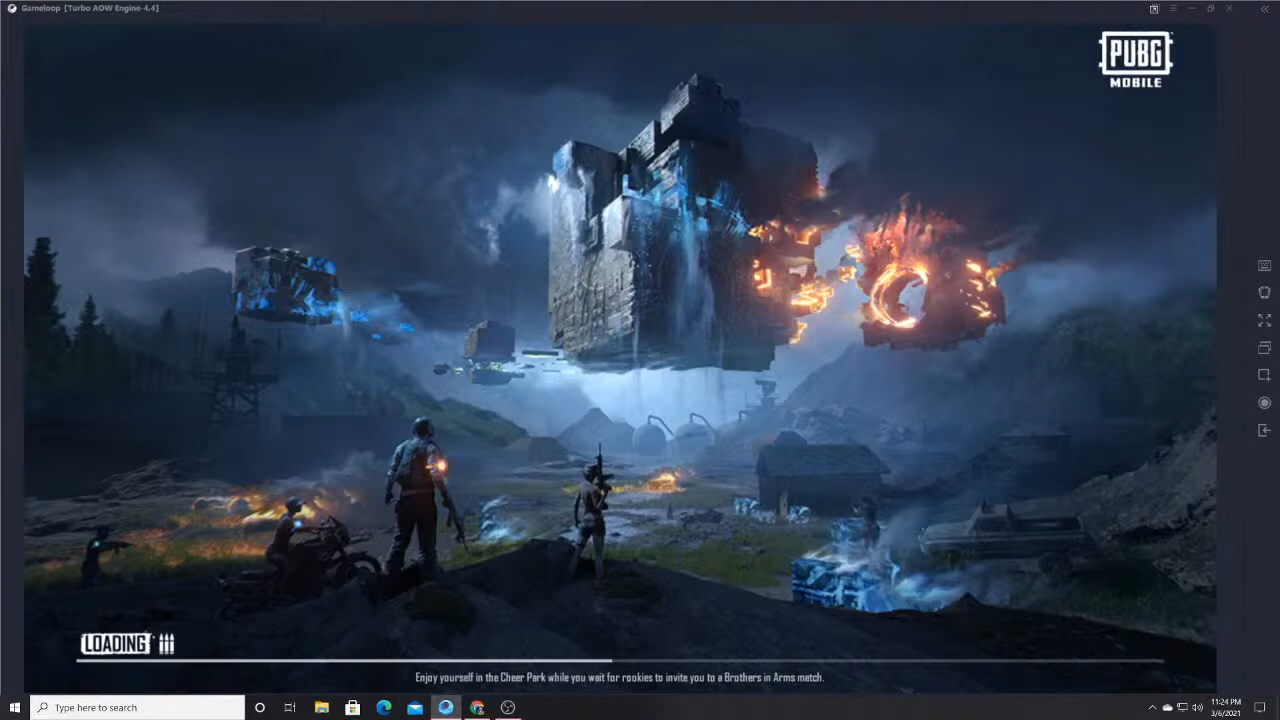 Gameloop [Turbo AOW Engine-4.4]
PUBG
MOBILE
LOADING
Enjoy yourself in the Cheer Park while you wait for rookies to invite you to a Brothers in Arms match.
Type here to search
11:24 PM
3/6/2021